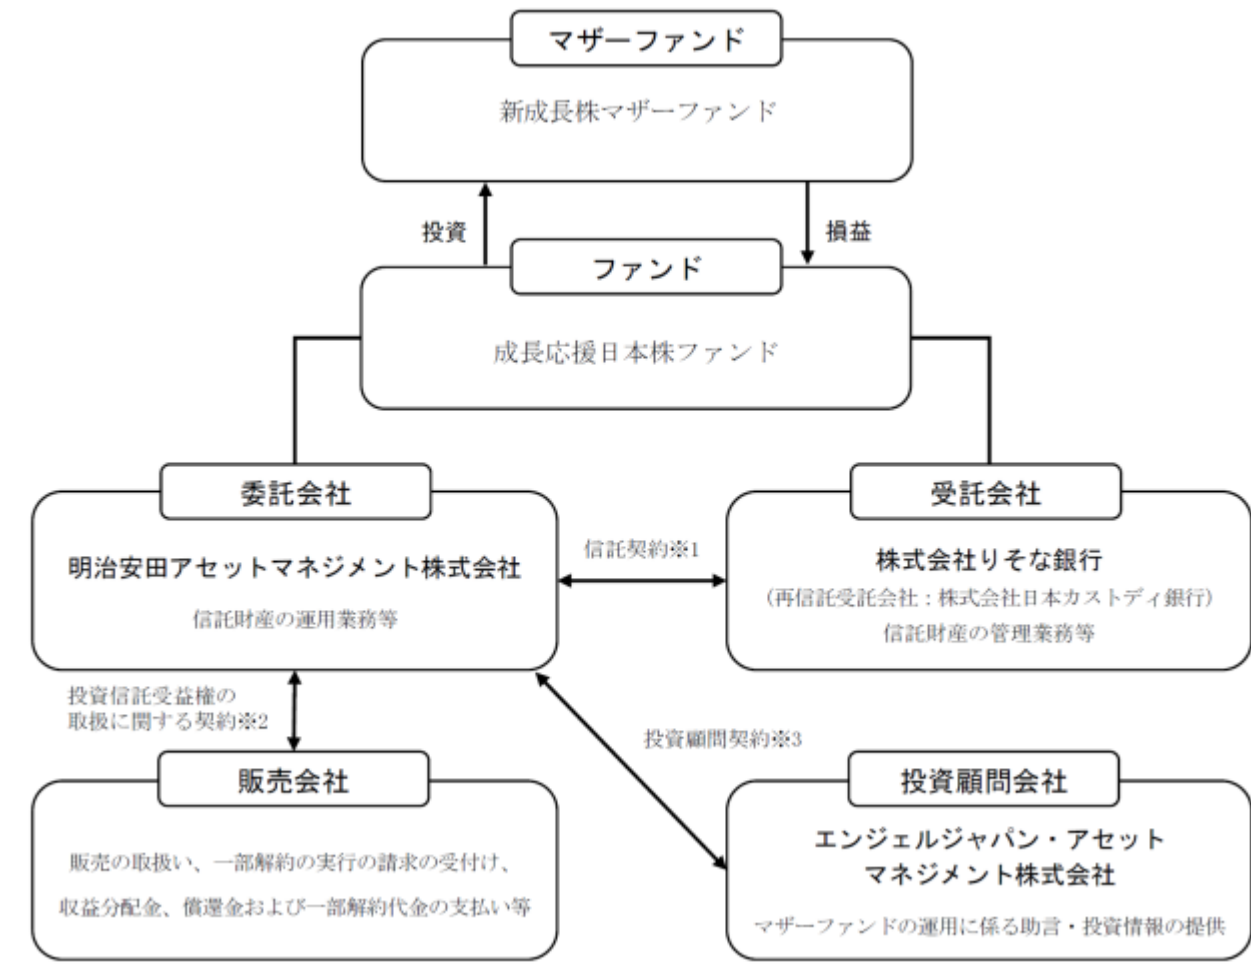 マザーファンド
新成長株マザーファンド
投資
損益
ファンド
成長応援日本株ファンド
委託会社
明治安田アセットマネジメント株式会社
信託財産の運用業務等
信託契約※1
受託会社
株式会社りそな銀行
(再信託受託会社：株式会社日本カストディ銀行)
信託財産の管理業務等
投資信託受益権の
取扱に関する契約※2
投資顧問契約※3
販売会社
販売の取扱い、一部解約の実行の請求の受付け、
収益分配金、償還金および一部解約代金の支払い等
投資顧問会社
エンジェルジャパン・アセット
マネジメント株式会社
マザーファンドの運用に係る助言・投資情報の提供